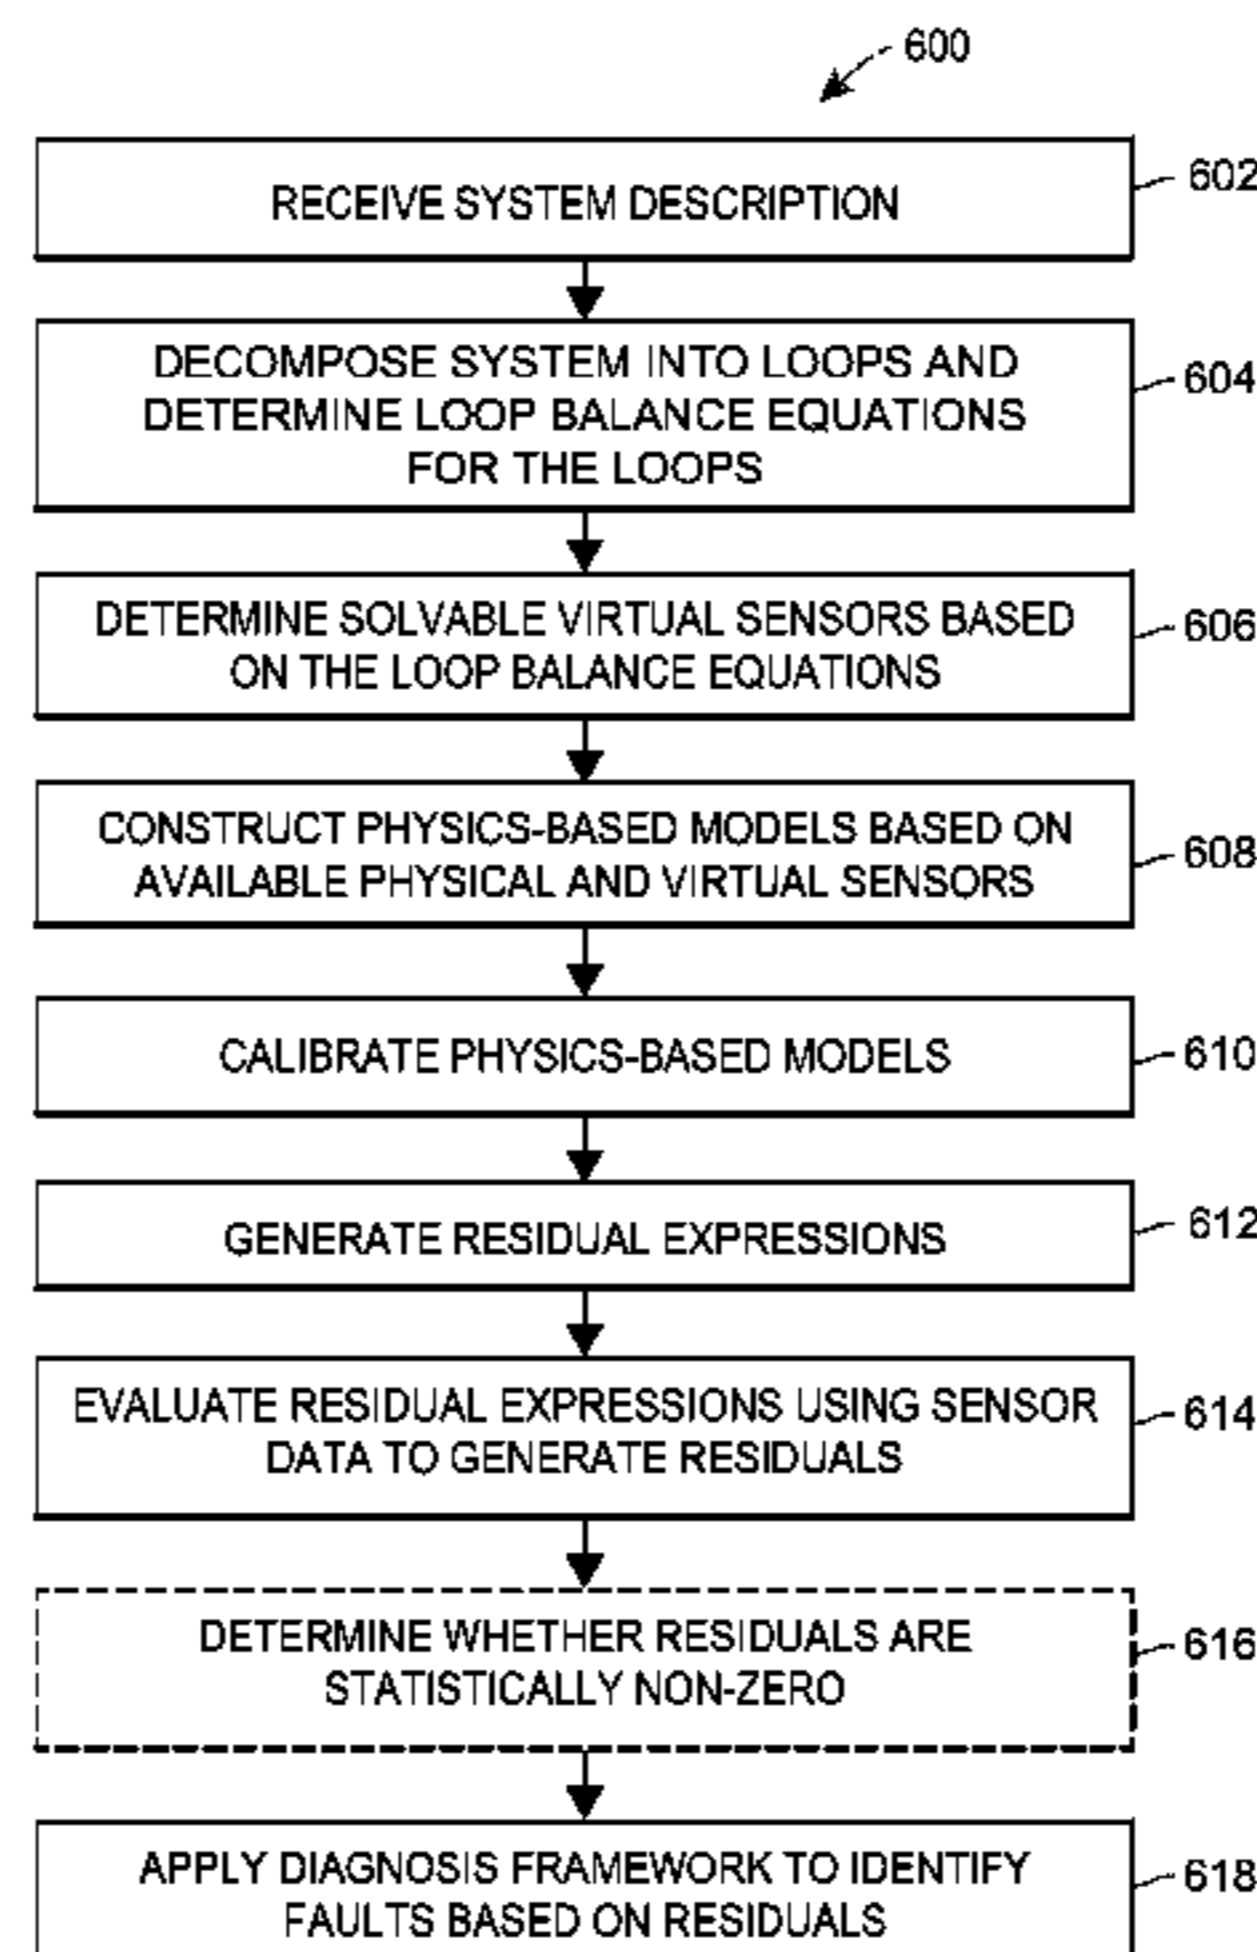 600
RECEIVE SYSTEM DESCRIPTION
602
DECOMPOSE SYSTEM INTO LOOPS AND
DETERMINE LOOP BALANCE EQUATIONS
FOR THE LOOPS
604
DETERMINE SOLVABLE VIRTUAL SENSORS BASED
ON THE LOOP BALANCE EQUATIONS
606
CONSTRUCT PHYSICS-BASED MODELS BASED ON
AVAILABLE PHYSICAL AND VIRTUAL SENSORS
608
CALIBRATE PHYSICS-BASED MODELS
610
GENERATE RESIDUAL EXPRESSIONS
612
EVALUATE RESIDUAL EXPRESSIONS USING SENSOR
DATA TO GENERATE RESIDUALS
614
DETERMINE WHETHER RESIDUALS ARE
STATISTICALLY NON-ZERO
616
APPLY DIAGNOSIS FRAMEWORK TO IDENTIFY
FAULTS BASED ON RESIDUALS
618